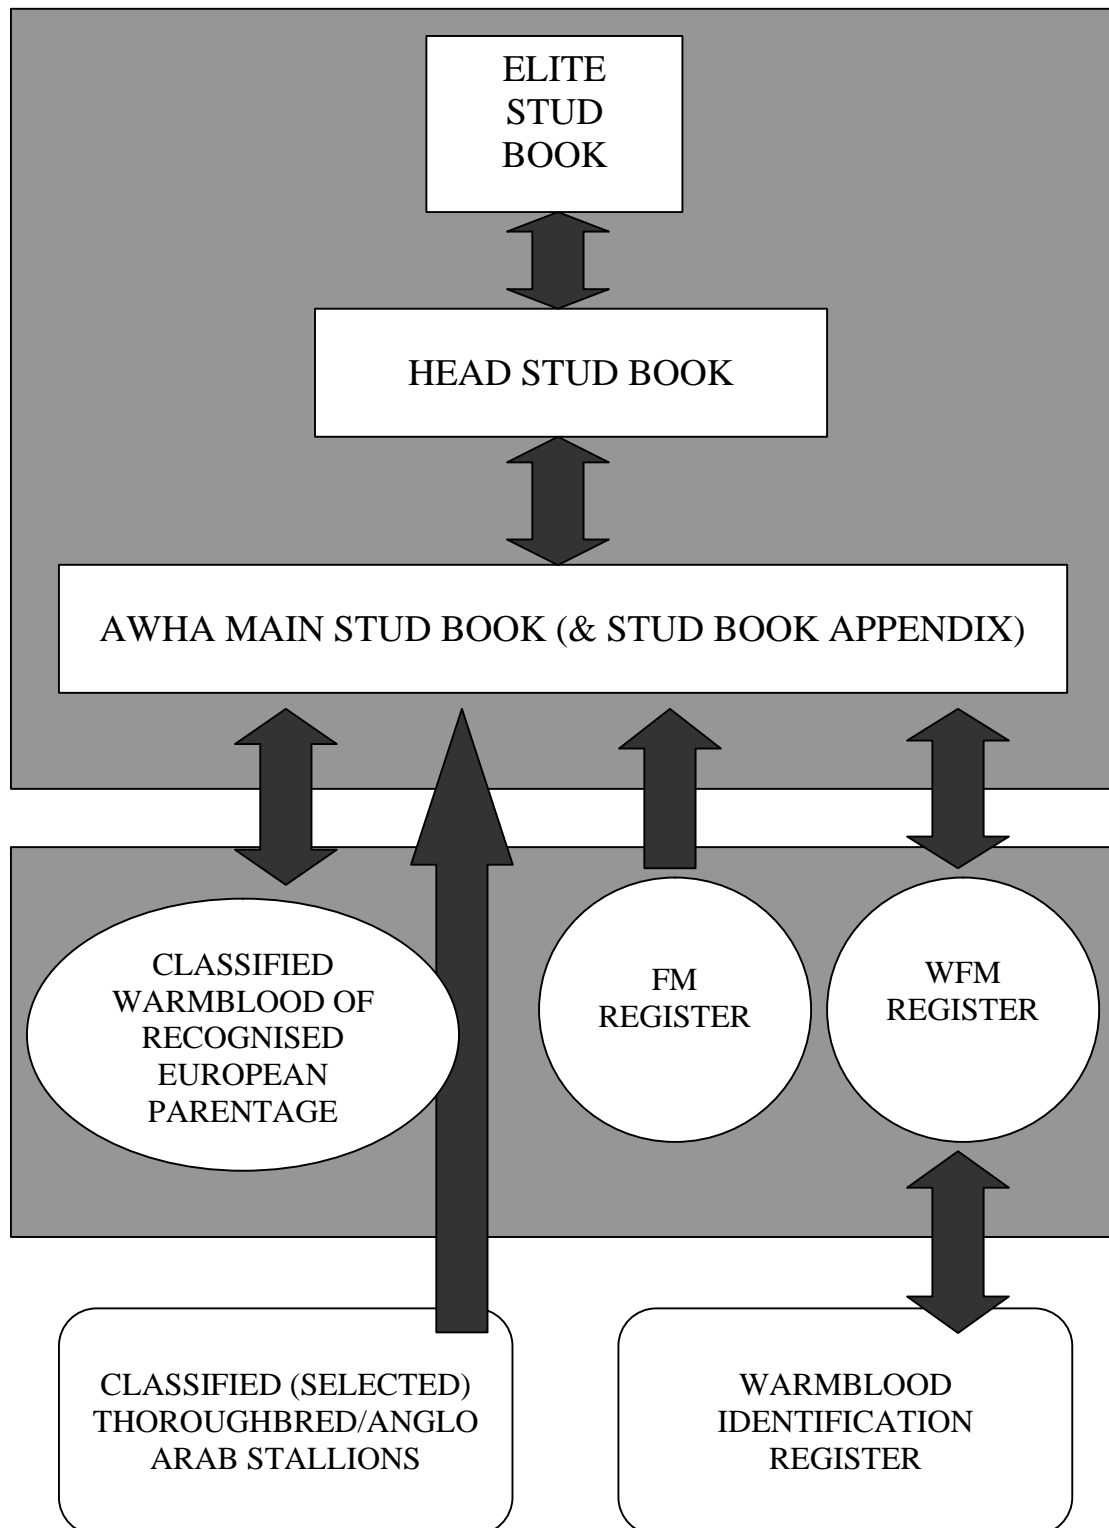 ELITE
STUD
BOOK
HEAD STUD BOOK
AWHA MAIN STUD BOOK (& STUD BOOK APPENDIX)
CLASSIFIED
WARMBLOOD OF
RECOGNISED
EUROPEAN
PARENTAGE
FM
REGISTER
WFM
REGISTER
CLASSIFIED (SELECTED)
THOROUGHBRED/ANGLO
ARAB STALLIONS
WARMBLOOD
IDENTIFICATION
REGISTER